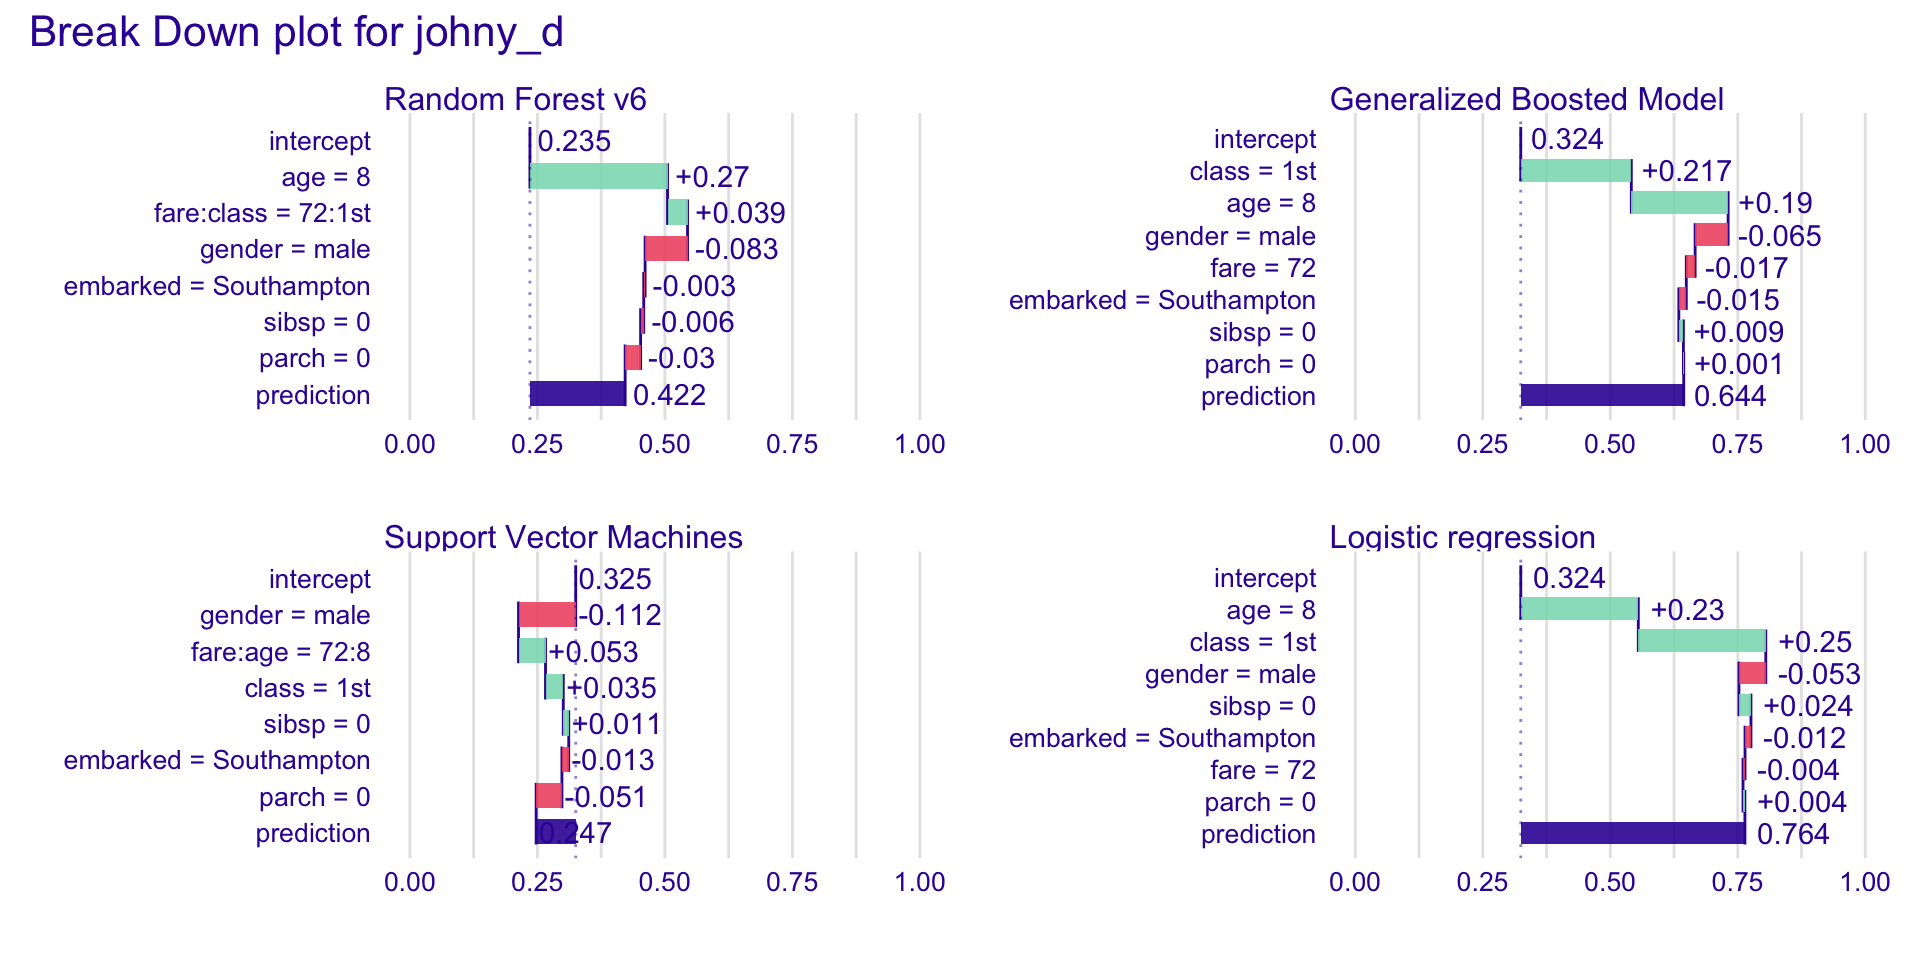 Break Down plot for johny_d
Random Forest v6
intercept 0.235
age = 8 +0.27
fare:class = 72:1st +0.039
gender = male -0.083
embarked = Southampton -0.003
sibsp = 0 -0.006
parch = 0 -0.03
prediction 0.422
0.00 0.25 0.50 0.75 1.00
Generalized Boosted Model
intercept 0.324
class = 1st +0.217
age = 8 +0.19
gender = male -0.065
fare = 72 -0.017
embarked = Southampton -0.015
sibsp = 0 +0.009
parch = 0 +0.001
prediction 0.644
0.00 0.25 0.50 0.75 1.00
Support Vector Machines
intercept 0.325
gender = male -0.112
fare:age = 72:8 +0.053
class = 1st +0.035
sibsp = 0 +0.011
embarked = Southampton -0.013
parch = 0 -0.051
prediction 0.247
0.00 0.25 0.50 0.75 1.00
Logistic regression
intercept 0.324
age = 8 +0.23
class = 1st +0.25
gender = male -0.053
sibsp = 0 +0.024
embarked = Southampton -0.012
fare = 72 -0.004
parch = 0 +0.004
prediction 0.764
0.00 0.25 0.50 0.75 1.00